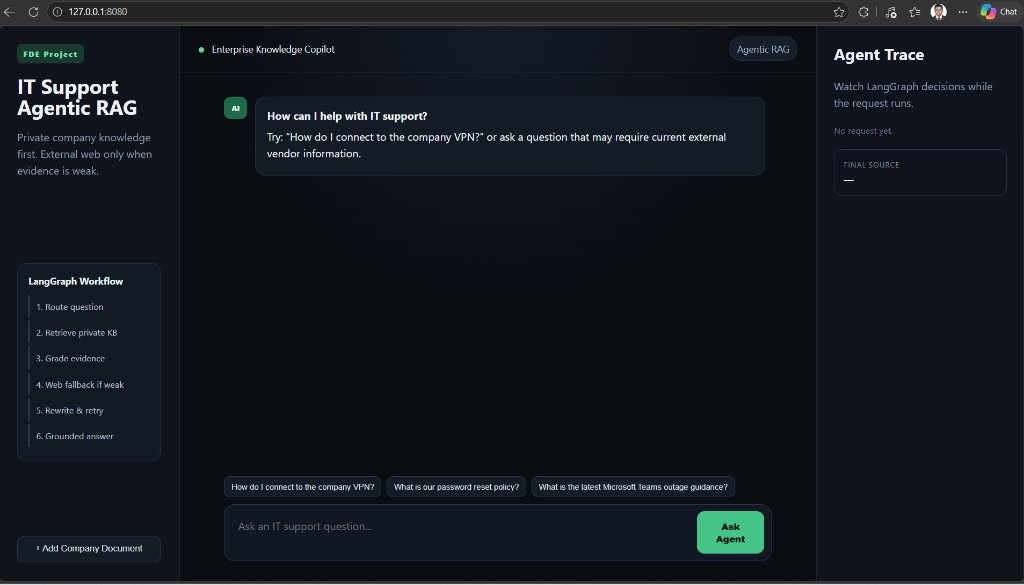 127.0.0.1:8080
Chat
FDE Project
IT Support
Agentic RAG
Private company knowledge
first. External web only when
evidence is weak.
LangGraph Workflow
1. Route question
2. Retrieve private KB
3. Grade evidence
4. Web fallback if weak
5. Rewrite & retry
6. Grounded answer
+ Add Company Document
Enterprise Knowledge Copilot
Agentic RAG
AI
How can I help with IT support?
Try: “How do I connect to the company VPN?” or ask a question that may require current external
vendor information.
How do I connect to the company VPN?
What is our password reset policy?
What is the latest Microsoft Teams outage guidance?
Ask an IT support question...
Ask
Agent
Agent Trace
Watch LangGraph decisions while
the request runs.
No request yet.
FINAL SOURCE
—